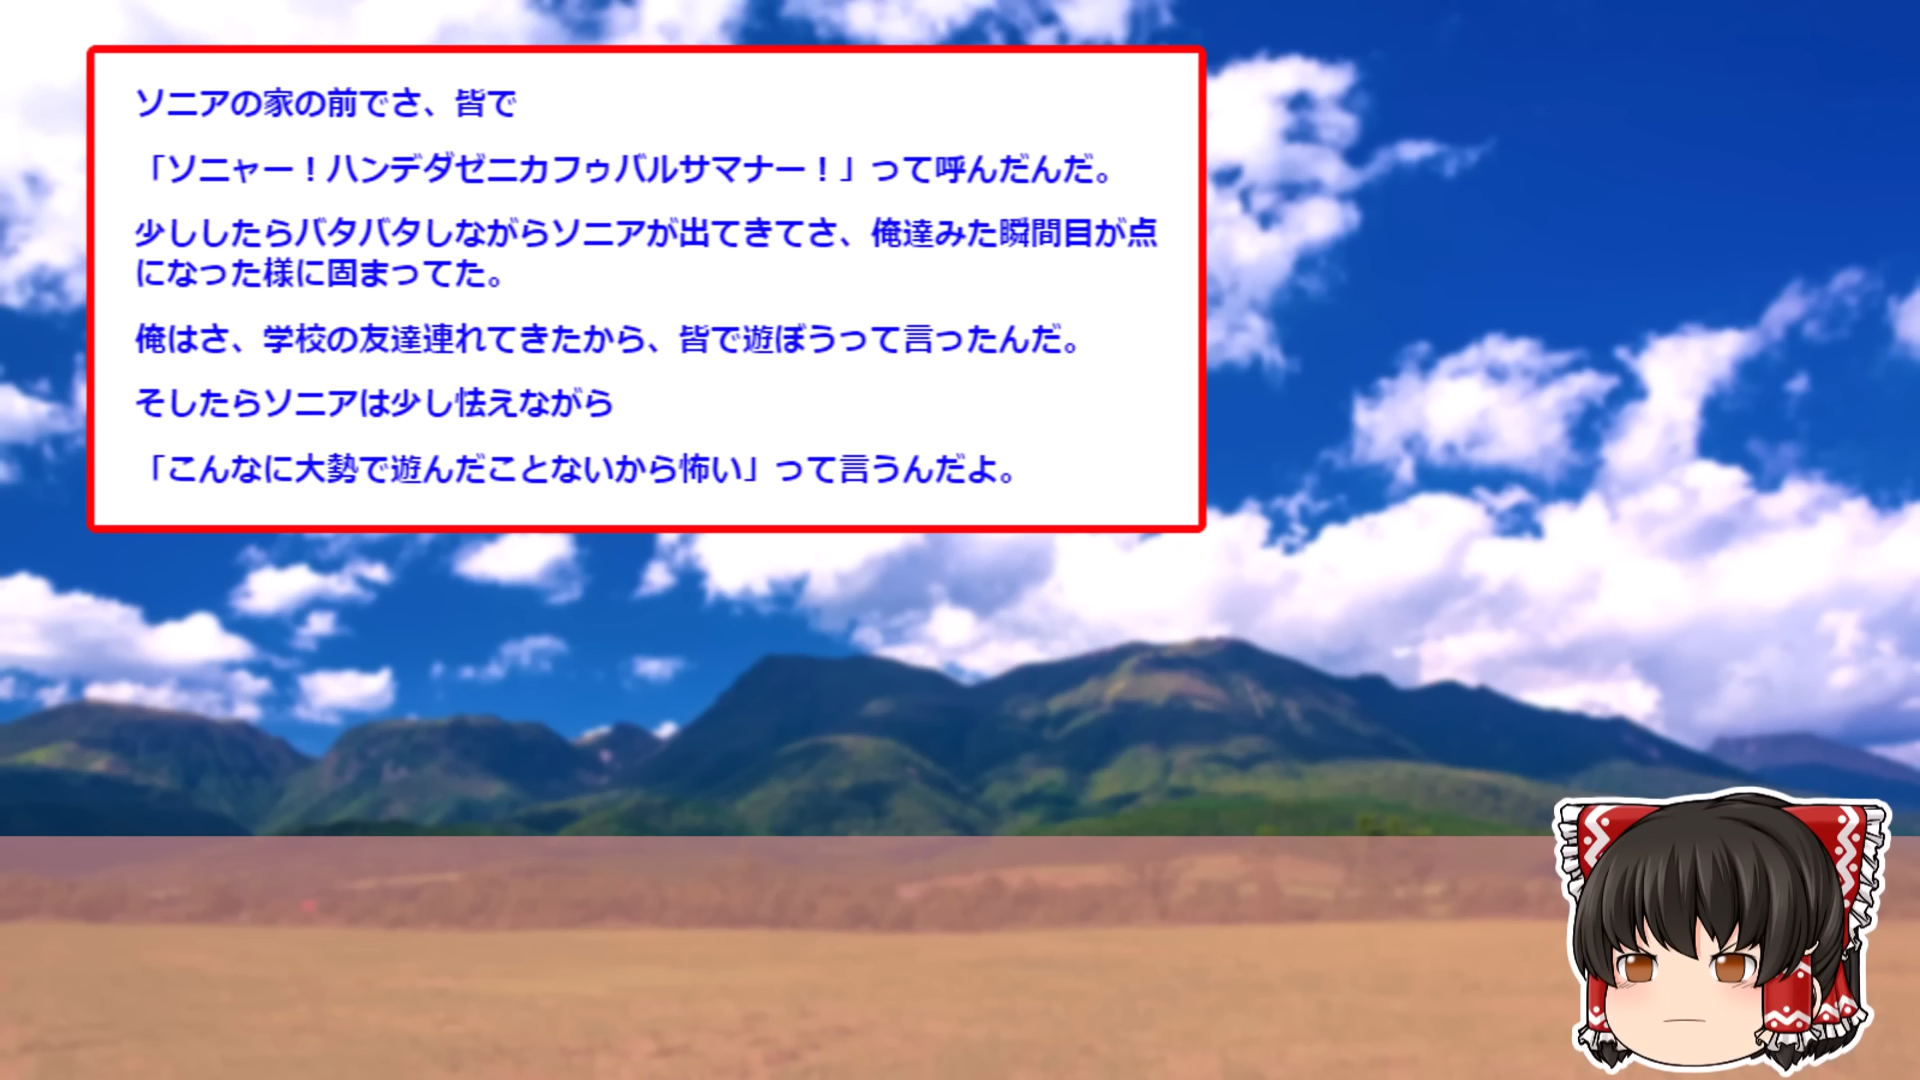 ソニアの家の前でさ、皆で
「ソニャー！ハンデダゼニカフゥバルサマナー！」って呼んだんだ。
少ししたらバタバタしながらソニアが出てきてさ、俺達みた瞬間目が点
になった様に固まってた。
俺はさ、学校の友達連れてきたから、皆で遊ぼうって言ったんだ。
そしたらソニアは少し怯えながら
「こんなに大勢で遊んだことないから怖い」って言うんだよ。